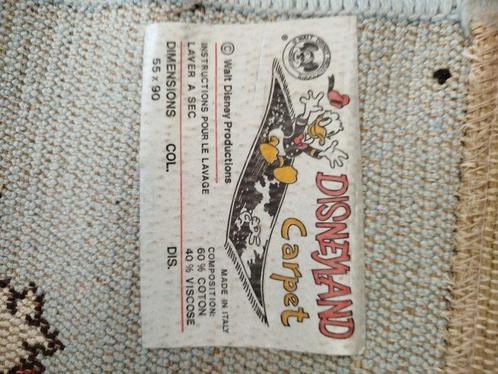 DISNEYLAND
Carpet
MADE IN ITALY
COMPOSITION:
60% COTON
40% VISCOSE
© Walt Disney Productions
INSTRUCTIONS POUR LE LAVAGE
LAVER A SEC
DIMENSIONS COL. DIS.
55 x 90